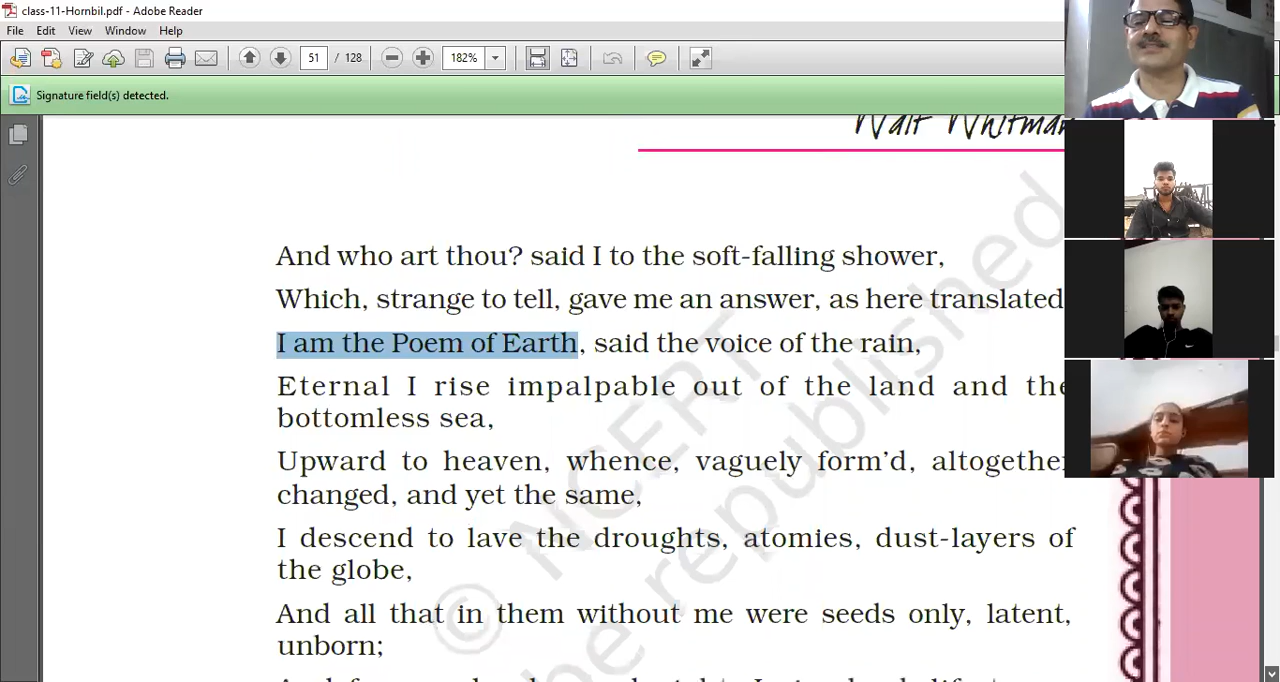 class-11-Hornbil.pdf - Adobe Reader
File Edit View Window Help
51 / 128 182%
Signature field(s) detected.
Walt Whitman
And who art thou? said I to the soft-falling shower,
Which, strange to tell, gave me an answer, as here translated
I am the Poem of Earth, said the voice of the rain,
Eternal I rise impalpable out of the land and the
bottomless sea,
Upward to heaven, whence, vaguely form’d, altogether
changed, and yet the same,
I descend to lave the droughts, atomies, dust-layers of
the globe,
And all that in them without me were seeds only, latent,
unborn;
© NCERT
be republished